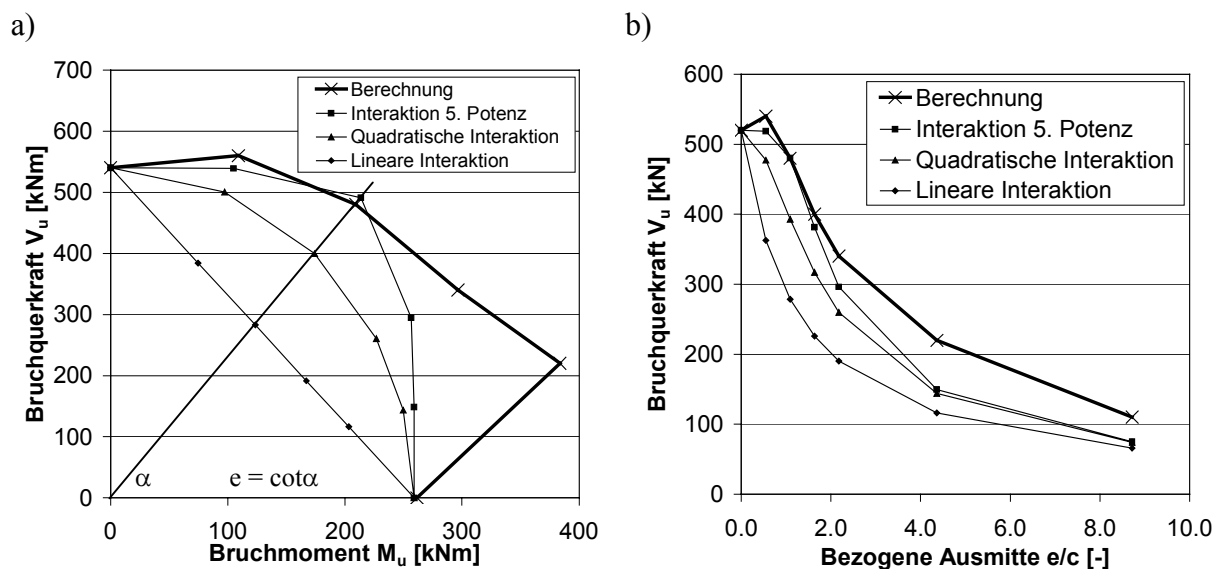 a)
700
600
500
400
300
200
100
0
0
100
200
300
400
Bruchquerkraft Vu [kNm]
Bruchmoment Mu [kNm]
Berechnung
Interaktion 5. Potenz
Quadratische Interaktion
Lineare Interaktion
α
e = cotα
b)
600
500
400
300
200
100
0
0.0
2.0
4.0
6.0
8.0
10.0
Bruchquerkraft Vu [kN]
Bezogene Ausmitte e/c [-]
Berechnung
Interaktion 5. Potenz
Quadratische Interaktion
Lineare Interaktion